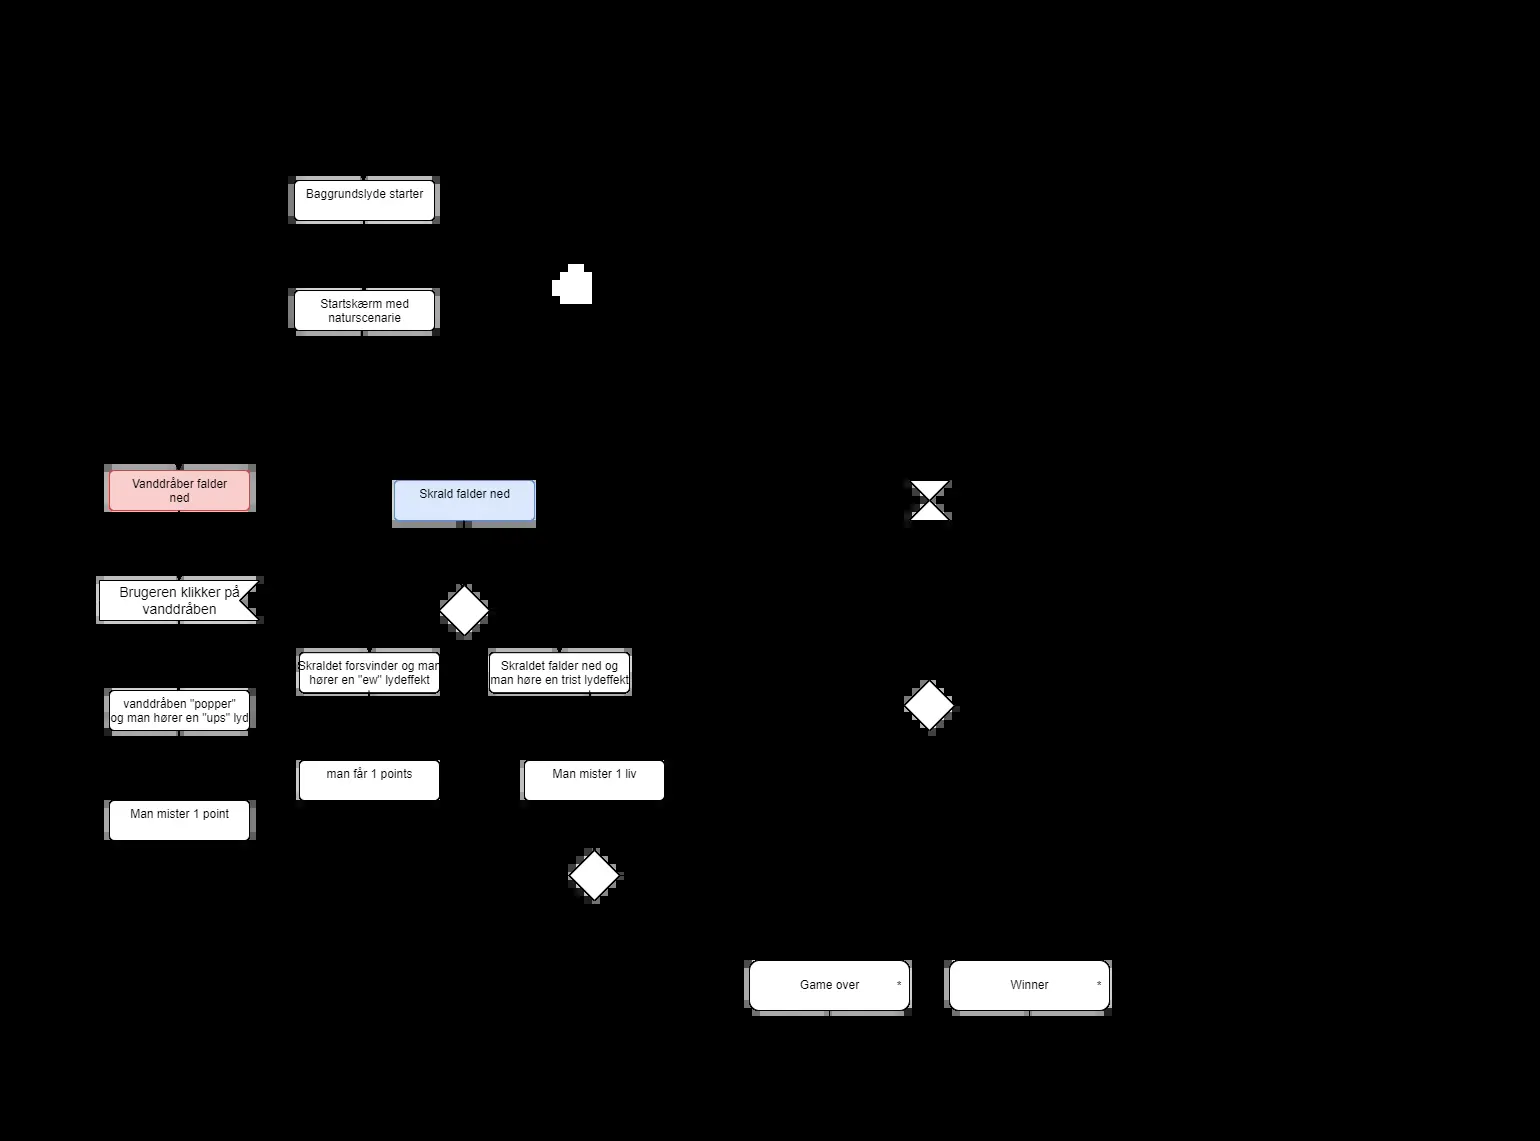 Baggrundslyde starter
Startskærm med
naturscenarie
Vanddråber falder
ned
Skrald falder ned
Brugeren klikker på
vanddråben
Skraldet forsvinder og man
hører en "ew" lydeffekt
Skraldet falder ned og
man høre en trist lydeffekt
vanddråben "popper"
og man hører en "ups" lyd
man får 1 points
Man mister 1 liv
Man mister 1 point
Game over *
Winner *